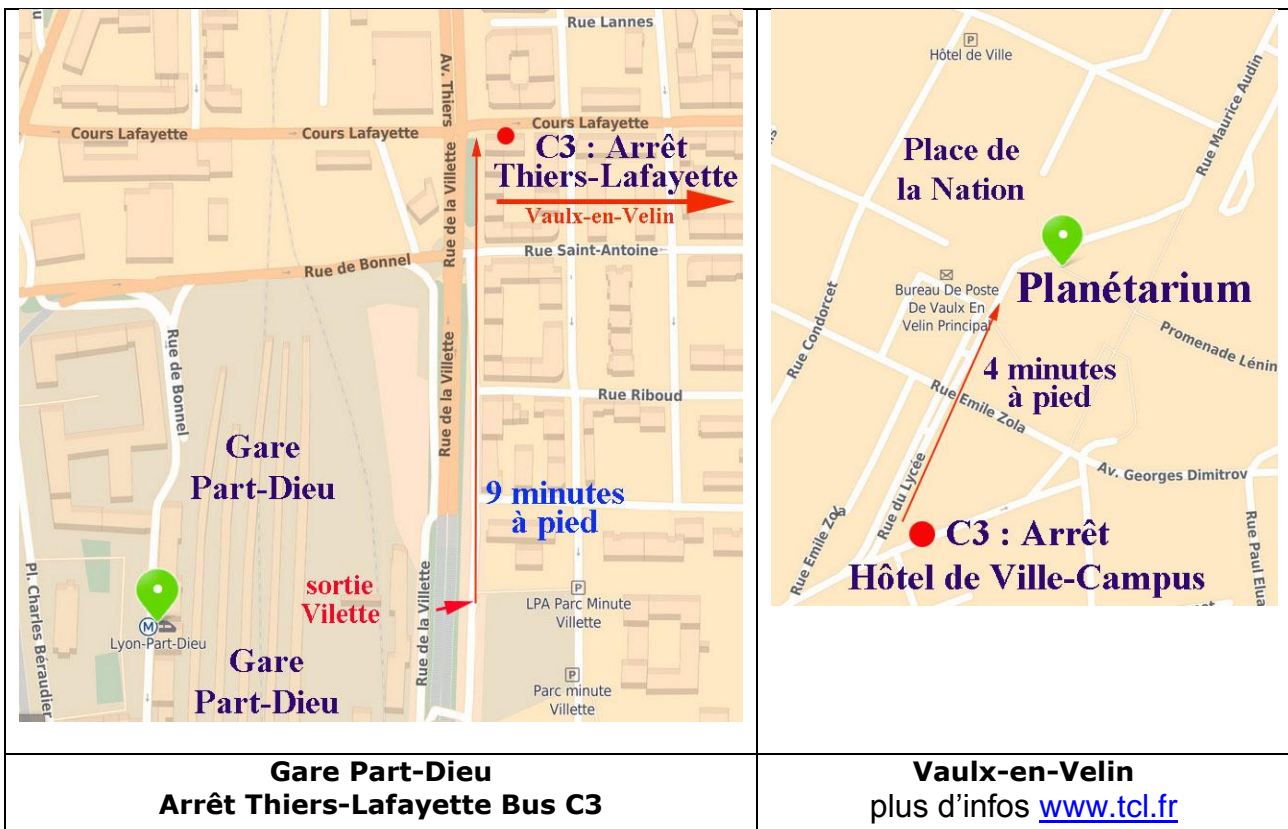 Rue Lannes
Av. Thiers
Cours Lafayette
Cours Lafayette
Cours Lafayette
C3 : Arrêt
Thiers-Lafayette
Vaulx-en-Velin
Rue de la Villette
Rue Saint-Antoine
Rue de Bonnel
Rue de Bonnel
Rue de la Villette
Rue Riboud
Gare
Part-Dieu
9 minutes
à pied
sortie
Vilette
Rue de la Villette
P
LPA Parc Minute
Villette
Pl. Charles Béraudier
M
Lyon-Part-Dieu
Gare
Part-Dieu
P
Parc minute
Villette
Gare Part-Dieu
Arrêt Thiers-Lafayette Bus C3
P
Hôtel de Ville
Rue Maurice Audin
Place de
la Nation
Bureau De Poste
De Vaulx En
Velin Principal
Planétarium
Rue Condorcet
Promenade Lénin
4 minutes
à pied
Rue Emile Zola
Av. Georges Dimitrov
Rue du Lycée
Rue Emile Zola
C3 : Arrêt
Hôtel de Ville-Campus
Rue Paul Elua
Vaulx-en-Velin
plus d’infos www.tcl.fr